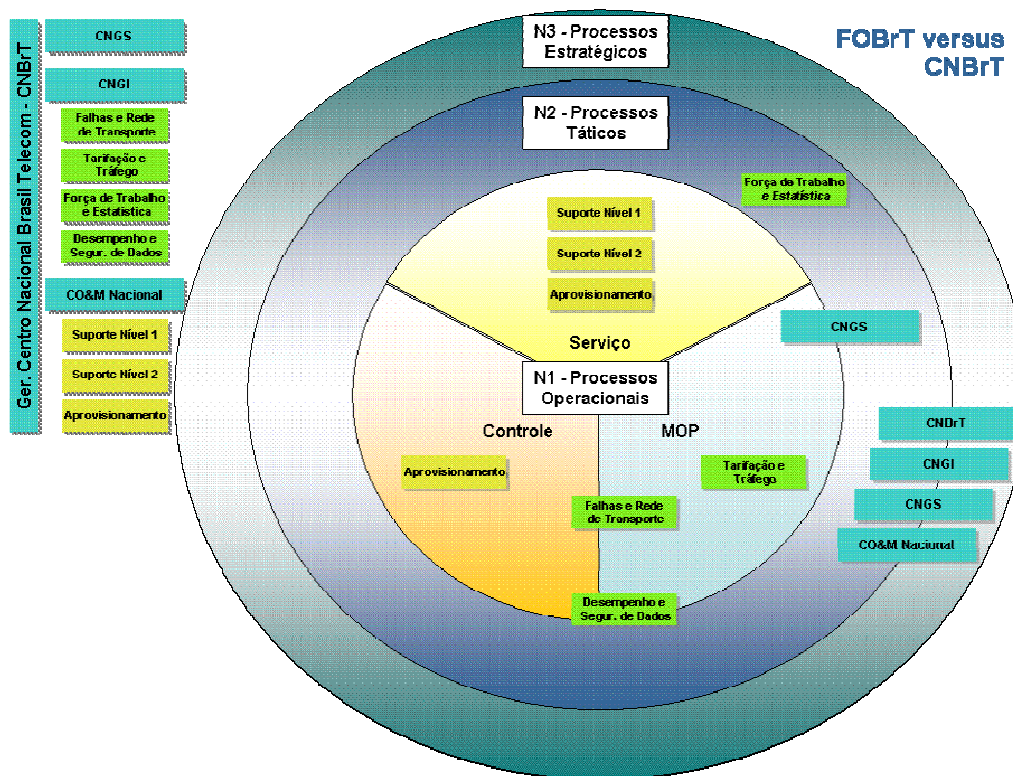 FOBrT versus
CNBrT
Ger. Centro Nacional Brasil Telecom - CNBrT
CNGS
CNGI
Falhas e Rede
de Transporte
Tarifação e
Tráfego
Força de Trabalho
e Estatística
Desempenho e
Segur. de Dados
CO&M Nacional
Suporte Nível 1
Suporte Nível 2
Aprovisionamento
N3 - Processos
Estratégicos
N2 - Processos
Táticos
Força de Trabalho
e Estatística
Suporte Nível 1
Suporte Nível 2
Aprovisionamento
Serviço
CNGS
N1 - Processos
Operacionais
Controle
MOP
CNBrT
Aprovisionamento
Tarifação e
Tráfego
CNGI
Falhas e Rede
de Transporte
CNGS
CO&M Nacional
Desempenho e
Segur. de Dados